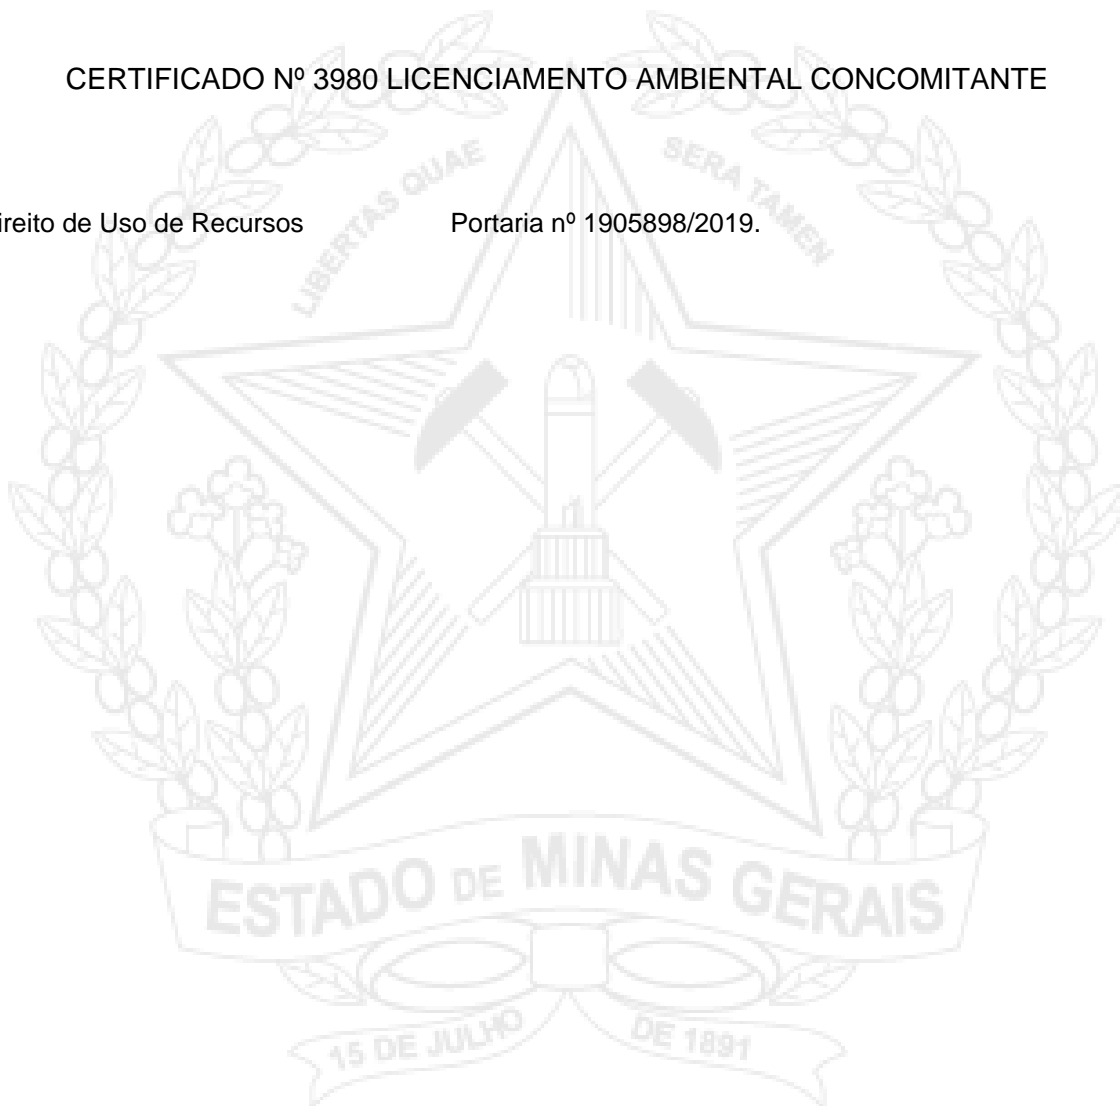 CERTIFICADO Nº 3980 LICENCIAMENTO AMBIENTAL CONCOMITANTE
LIBERTAS QUAE SERA TAMEN
ireito de Uso de Recursos Portaria nº 1905898/2019.
ESTADO DE MINAS GERAIS
15 DE JULHO DE 1891